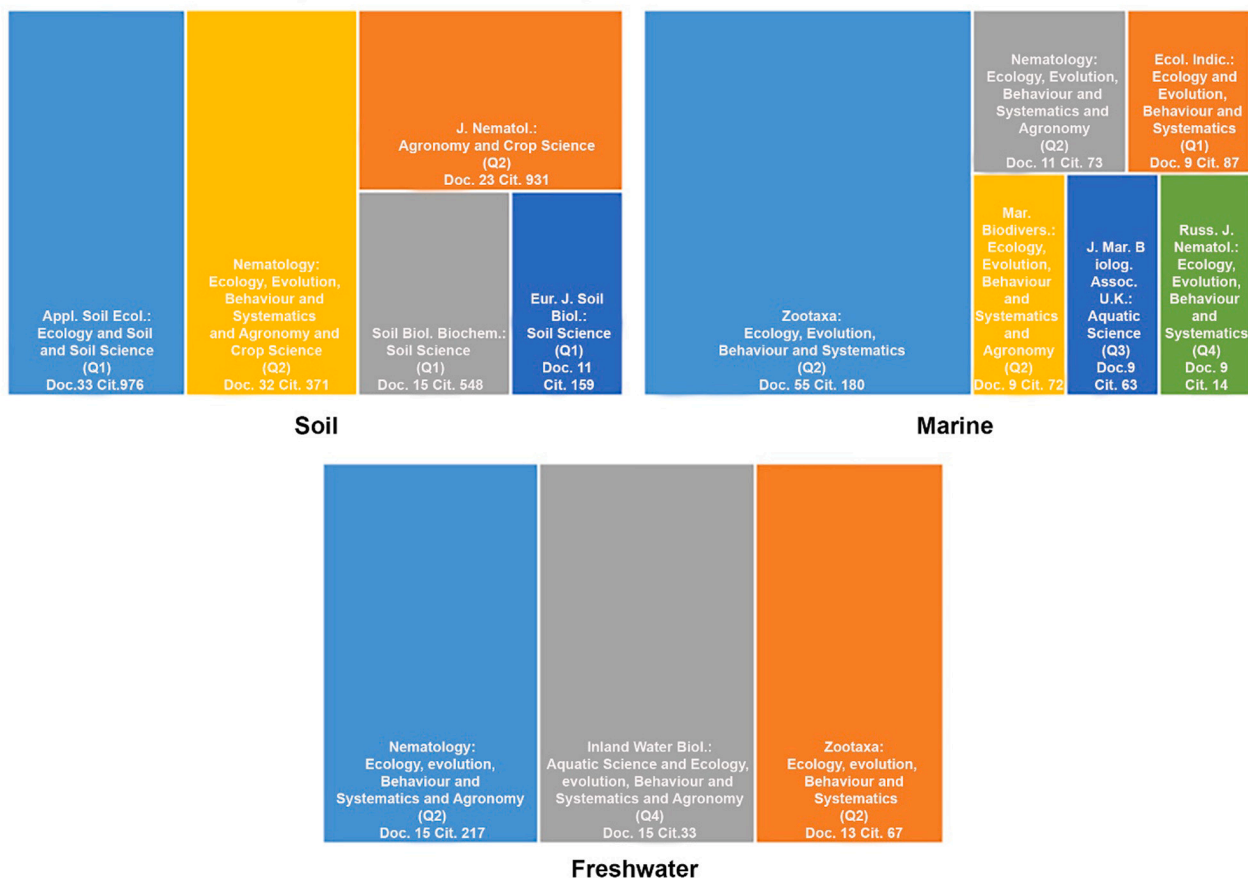 Appl. Soil Ecol.:
Ecology and Soil
and Soil Science
(Q1)
Doc.33 Cit.976
Nematology:
Ecology, Evolution,
Behaviour and
Systematics
and Agronomy and
Crop Science
(Q2)
Doc. 32 Cit. 371
J. Nematol.:
Agronomy and Crop Science
(Q2)
Doc. 23 Cit. 931
Soil Biol. Biochem.:
Soil Science
(Q1)
Doc. 15 Cit. 548
Eur. J. Soil
Biol.:
Soil Science
(Q1)
Doc. 11
Cit. 159
Soil
Zootaxa:
Ecology, Evolution,
Behaviour and Systematics
(Q2)
Doc. 55 Cit. 180
Nematology:
Ecology, Evolution,
Behaviour and
Systematics and
Agronomy
(Q2)
Doc. 11 Cit. 73
Ecol. Indic.:
Ecology and
Evolution,
Behaviour and
Systematics
(Q1)
Doc. 9 Cit. 87
Mar.
Biodivers.:
Ecology,
Evolution,
Behaviour
and
Systematics
and
Agronomy
(Q2)
Doc. 9 Cit. 72
J. Mar. B
iolog.
Assoc.
U.K.:
Aquatic
Science
(Q3)
Doc.9
Cit. 63
Russ. J.
Nematol.:
Ecology,
Evolution,
Behaviour
and
Systematics)
(Q4)
Doc. 9
Cit. 14
Marine
Nematology:
Ecology, evolution,
Behaviour and
Systematics and Agronomy
(Q2)
Doc. 15 Cit. 217
Inland Water Biol.:
Aquatic Science and Ecology,
evolution, Behaviour and
Systematics and Agronomy
(Q4)
Doc. 15 Cit.33
Zootaxa:
Ecology, evolution,
Behaviour and
Systematics
(Q2)
Doc. 13 Cit. 67
Freshwater